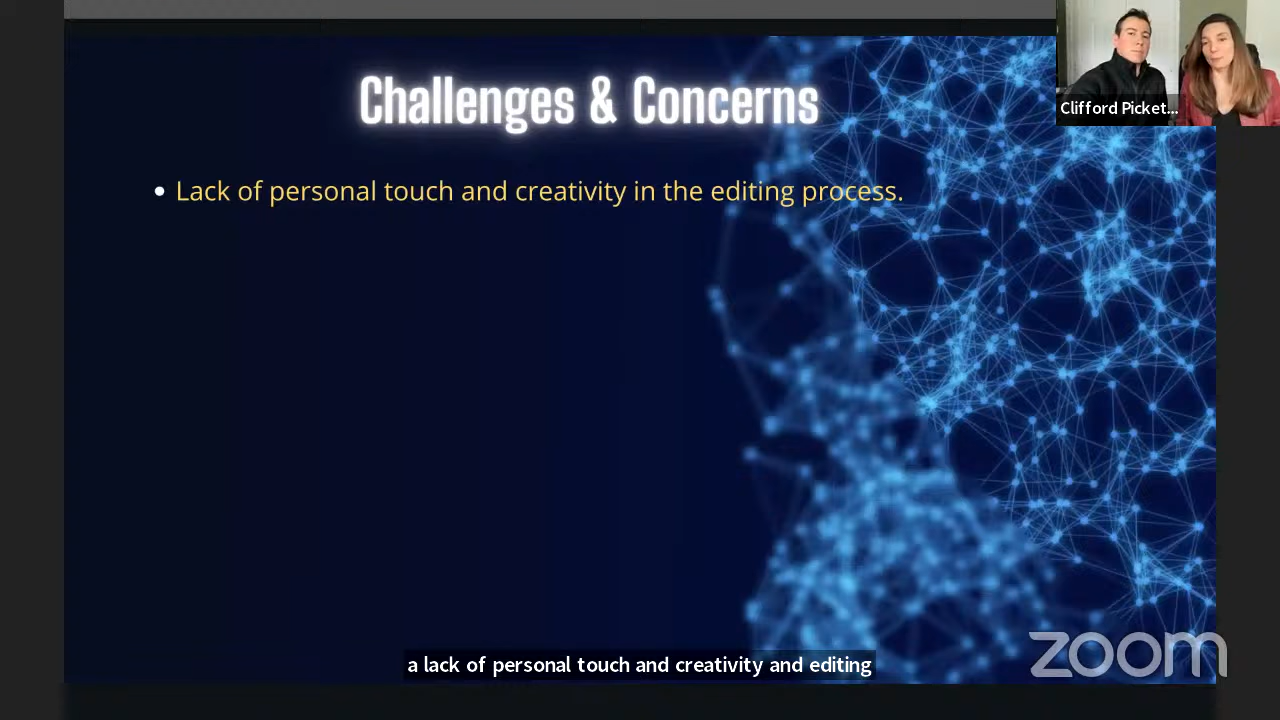 Challenges & Concerns
Clifford Picket...
• Lack of personal touch and creativity in the editing process.
a lack of personal touch and creativity and editing
zoom